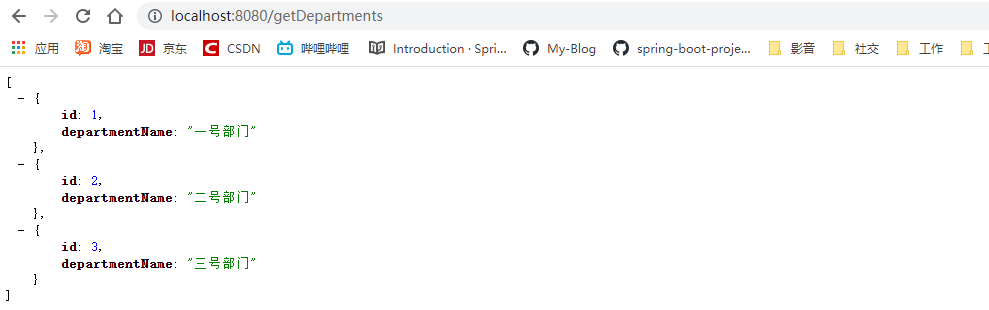 localhost:8080/getDepartments
应用 淘宝 京东 CSDN 哔哩哔哩 Introduction · Spri... My-Blog spring-boot-proje... 影音 社交 工作
[
- {
id: 1,
departmentName: "一号部门"
},
- {
id: 2,
departmentName: "二号部门"
},
- {
id: 3,
departmentName: "三号部门"
}
]